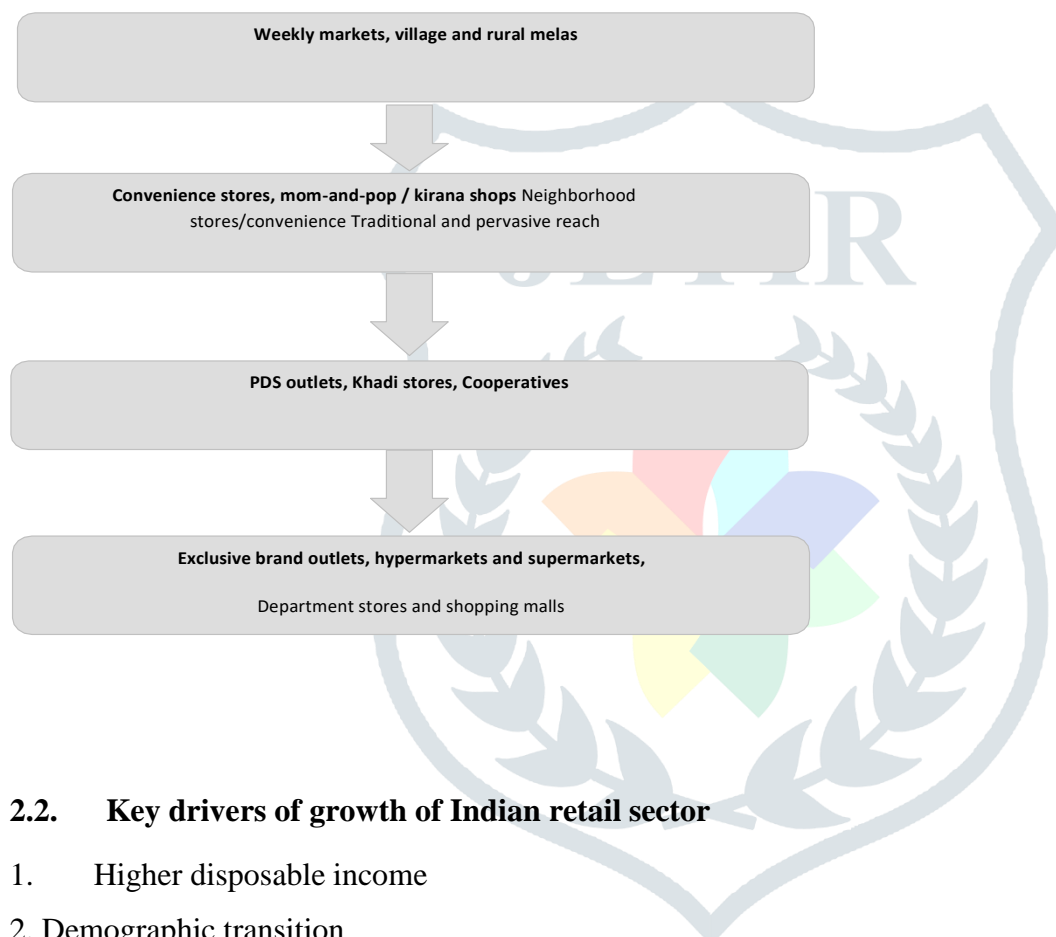 Weekly markets, village and rural melas
Convenience stores, mom-and-pop / kirana shops Neighborhood
stores/convenience Traditional and pervasive reach
JETIR
PDS outlets, Khadi stores, Cooperatives
Exclusive brand outlets, hypermarkets and supermarkets,
Department stores and shopping malls
2.2. Key drivers of growth of Indian retail sector
1. Higher disposable income
2. Demographic transition